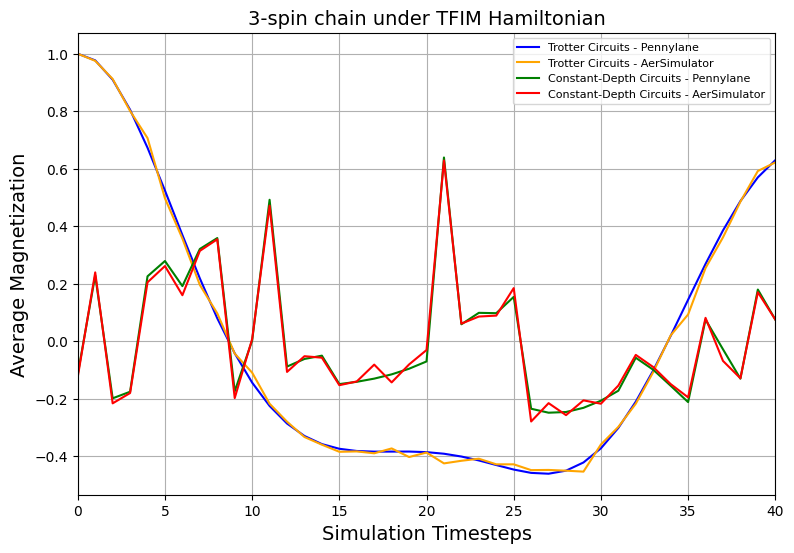 3-spin chain under TFIM Hamiltonian
Trotter Circuits - Pennylane
Trotter Circuits - AerSimulator
Constant-Depth Circuits - Pennylane
Constant-Depth Circuits - AerSimulator
Average Magnetization
1.0
0.8
0.6
0.4
0.2
0.0
−0.2
−0.4
0 5 10 15 20 25 30 35 40
Simulation Timesteps